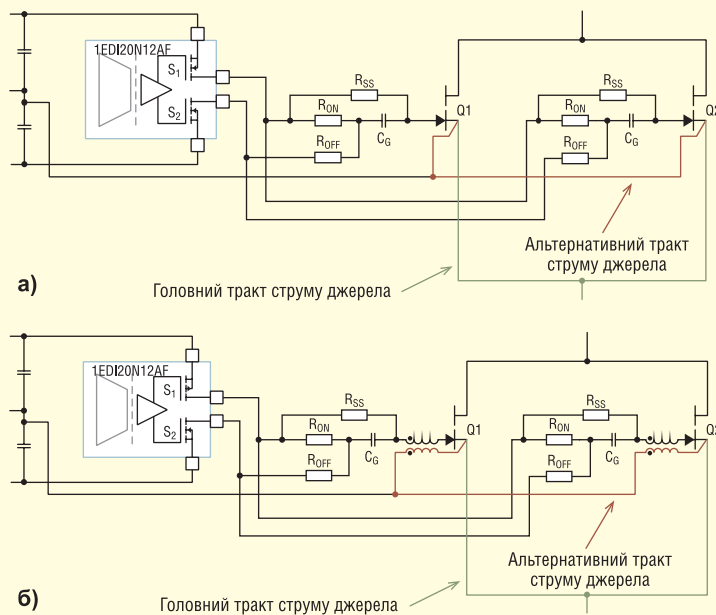 1EDI20N12AF
S1
S2
RSS
RON
CG
ROFF
Q1
RSS
RON
CG
ROFF
Q2
Альтернативний тракт
струму джерела
Головний тракт струму джерела
а)
1EDI20N12AF
S1
S2
RSS
RON
CG
ROFF
Q1
RSS
RON
CG
ROFF
Q2
Альтернативний тракт
струму джерела
Головний тракт струму джерела
б)